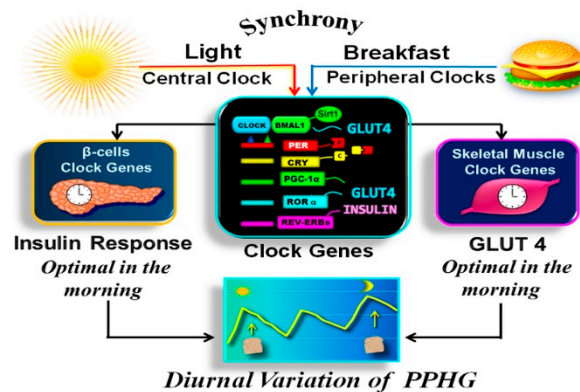 Synchrony
Light
Breakfast
Central Clock
Peripheral Clocks
β-cells
Clock Genes
CLOCK
BMAL1
Sirt1
GLUT4
PER
CRY
C
PGC-1α
GLUT4
ROR α
INSULIN
REV-ERBs
Skeletal Muscle
Clock Genes
Insulin Response
Clock Genes
GLUT 4
Optimal in the
morning
Optimal in the
morning
Diurnal Variation of PPHG